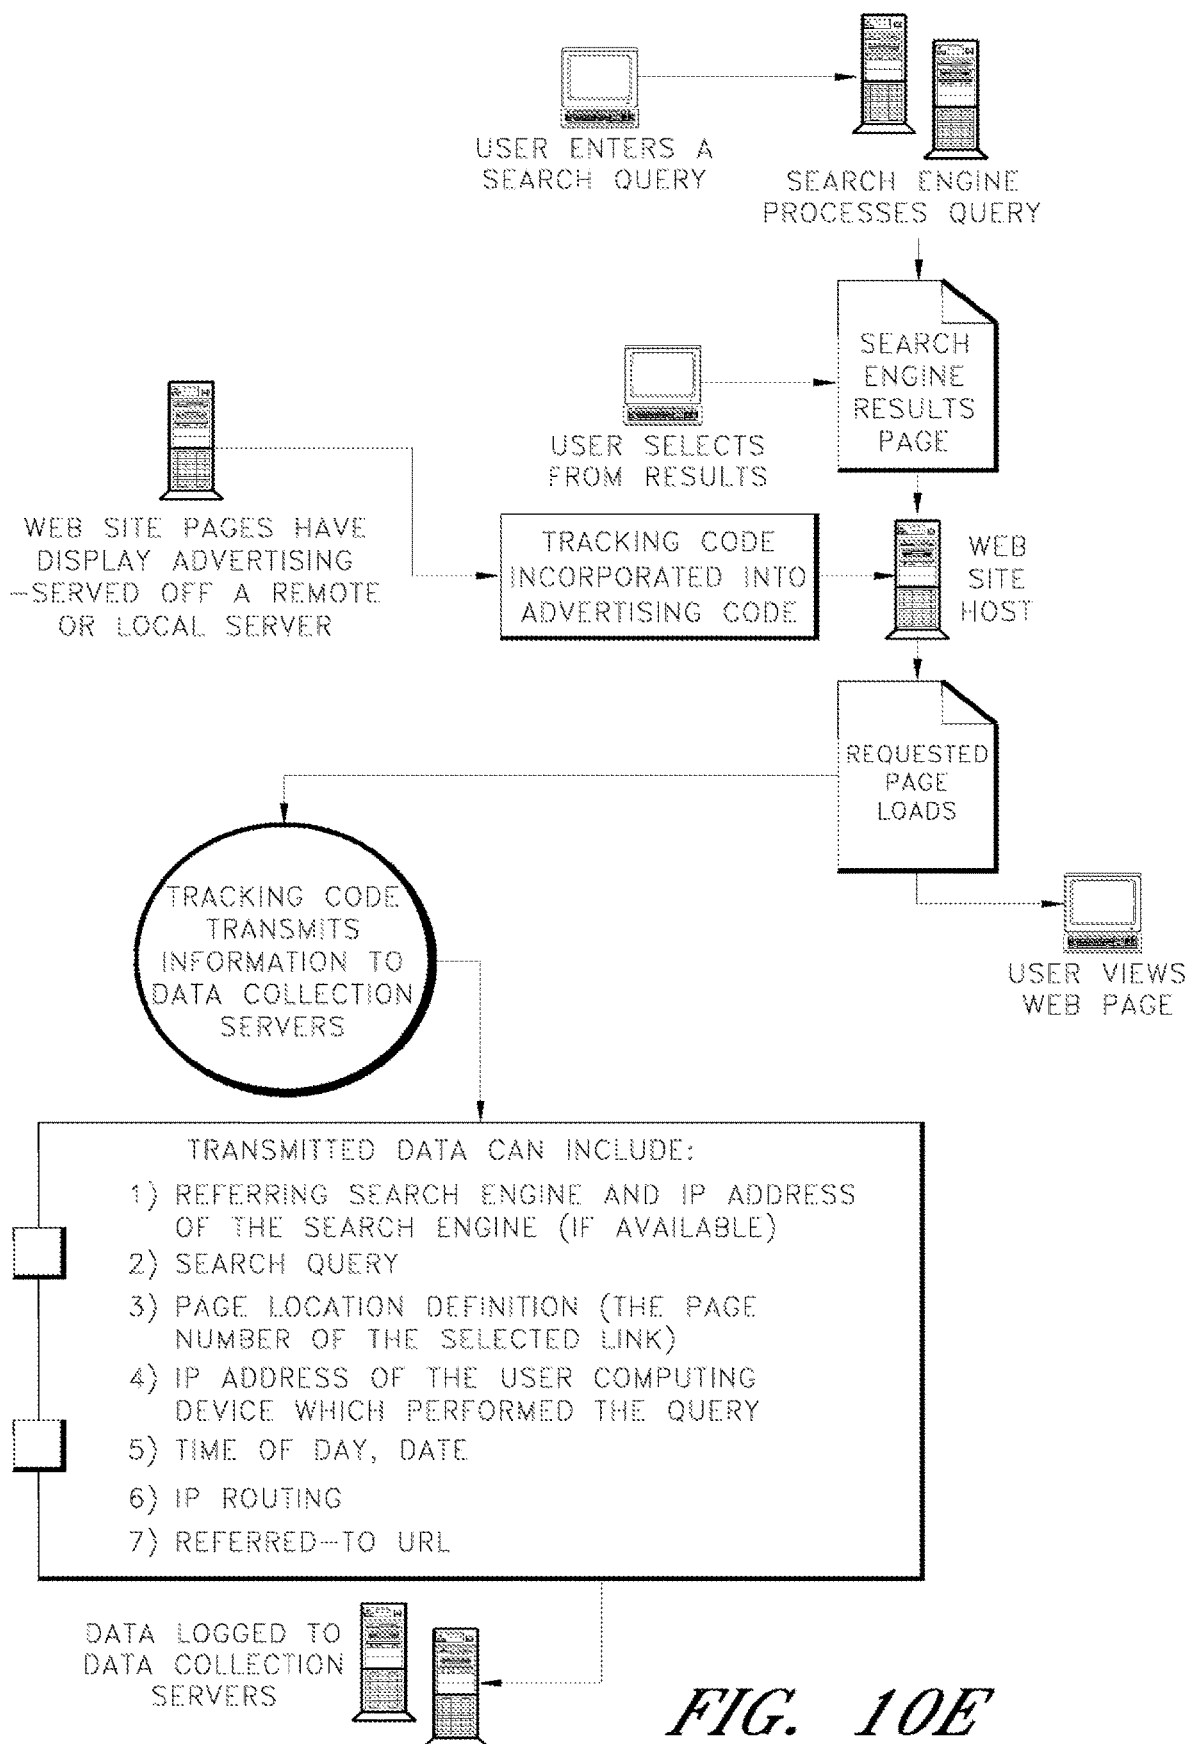 USER ENTERS A
SEARCH QUERY
SEARCH ENGINE
PROCESSES QUERY
SEARCH
ENGINE
RESULTS
PAGE
USER SELECTS
FROM RESULTS
WEB SITE PAGES HAVE
DISPLAY ADVERTISING
-SERVED OFF A REMOTE
OR LOCAL SERVER
TRACKING CODE
INCORPORATED INTO
ADVERTISING CODE
WEB
SITE
HOST
REQUESTED
PAGE
LOADS
TRACKING CODE
TRANSMITS
INFORMATION TO
DATA COLLECTION
SERVERS
USER VIEWS
WEB PAGE
TRANSMITTED DATA CAN INCLUDE:
1) REFERRING SEARCH ENGINE AND IP ADDRESS
OF THE SEARCH ENGINE (IF AVAILABLE)
2) SEARCH QUERY
3) PAGE LOCATION DEFINITION (THE PAGE
NUMBER OF THE SELECTED LINK)
4) IP ADDRESS OF THE USER COMPUTING
DEVICE WHICH PERFORMED THE QUERY
5) TIME OF DAY, DATE
6) IP ROUTING
7) REFERRED-TO URL
DATA LOGGED TO
DATA COLLECTION
SERVERS
FIG. 10E